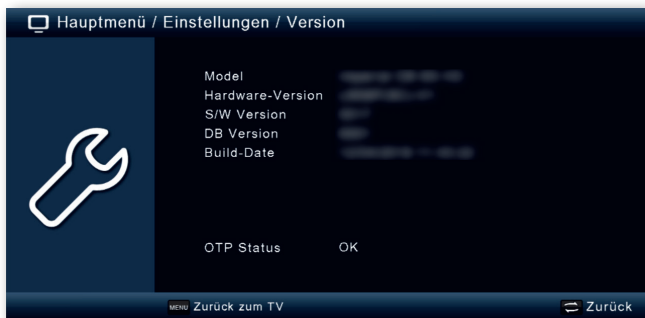 Hauptmenü / Einstellungen / Version
Model
Hardware-Version
S/W Version
DB Version
Build-Date
OTP Status OK
MENU Zurück zum TV
Zurück